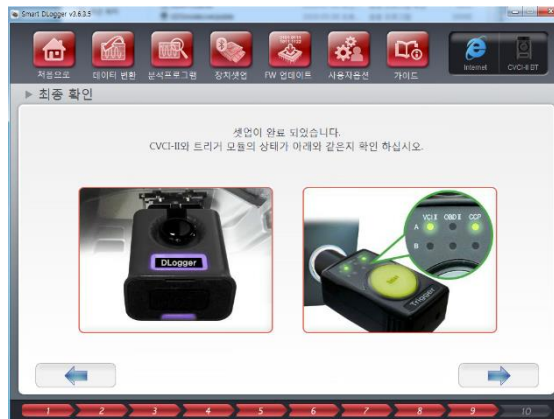 Smart DLogger v3.6.3.5
처음으로
데이터 변환
분석프로그램
장치셋업
FW 업데이트
사용자옵션
가이드
Internet
CVCI-II BT
최종 확인
셋업이 완료 되었습니다.
CVCI-II와 트리거 모듈의 상태가 아래와 같은지 확인 하십시오.
DLogger
VCI II OBD II CCP
A
B
Trigger
1 2 3 4 5 6 7 8 9 10